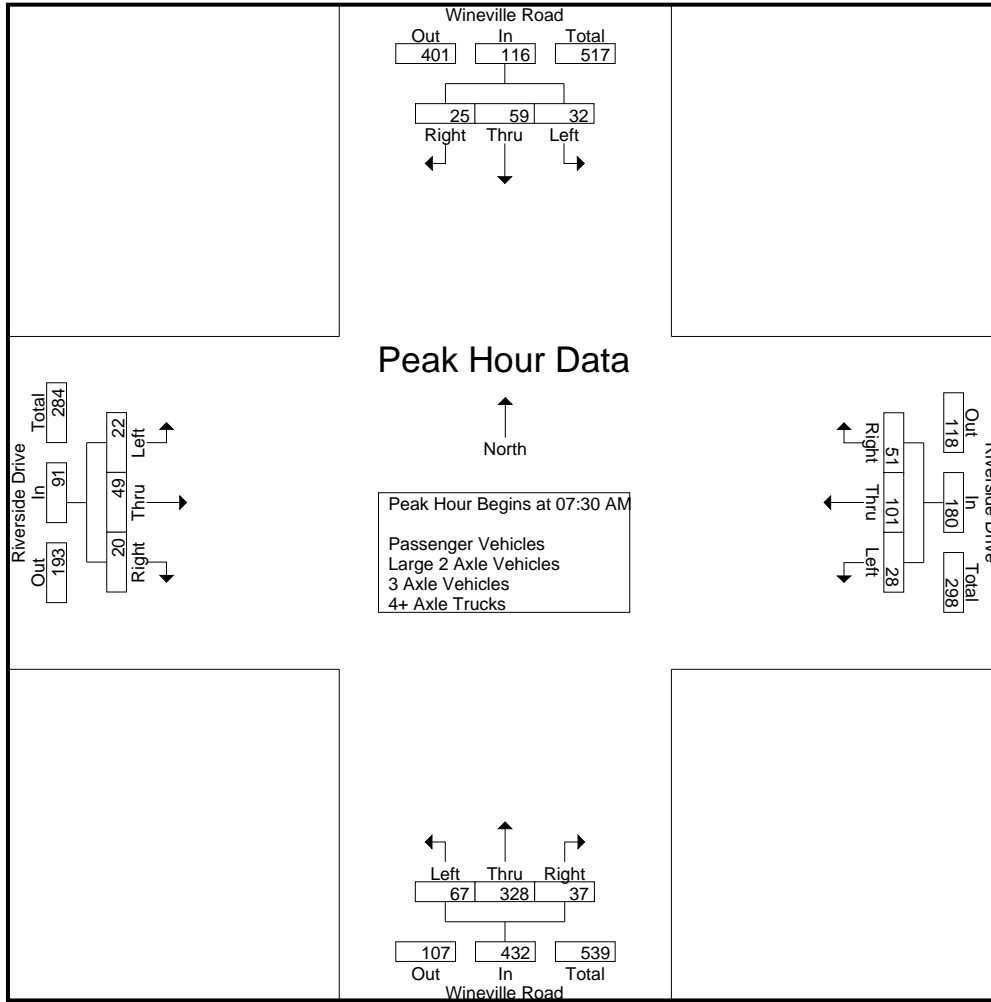 Wineville Road
Out In Total
401 116 517
25 59 32
Right Thru Left
Peak Hour Data
North
Peak Hour Begins at 07:30 AM
Passenger Vehicles
Large 2 Axle Vehicles
3 Axle Vehicles
4+ Axle Trucks
Riverside Drive
Out In Total
193 91 284
20 49 22
Right Thru Left
Riverside Drive
Out In Total
118 180 298
51 101 28
Right Thru Left
Left Thru Right
67 328 37
107 432 539
Out In Total
Wineville Road